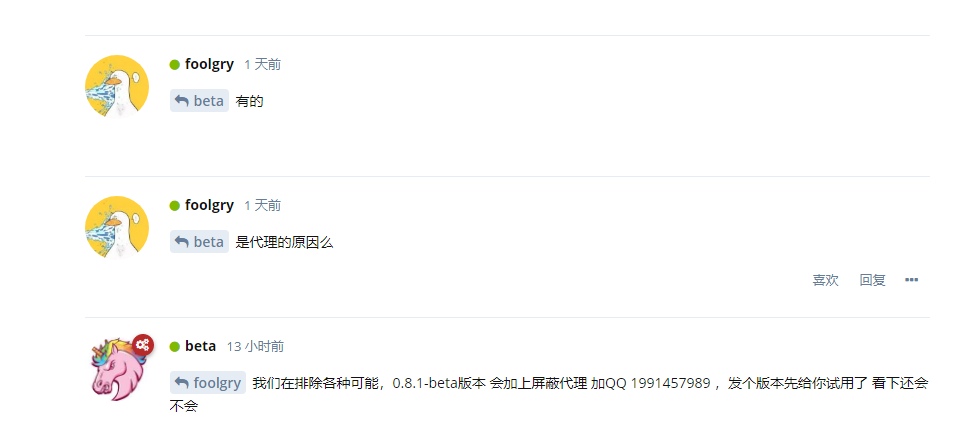 foolgry 1 天前
beta 有的
foolgry 1 天前
beta 是代理的原因么
喜欢 回复
beta 13 小时前
foolgry 我们在排除各种可能，0.8.1-beta版本 会加上屏蔽代理 加QQ 1991457989 ，发个版本先给你试用了 看下还会
不会